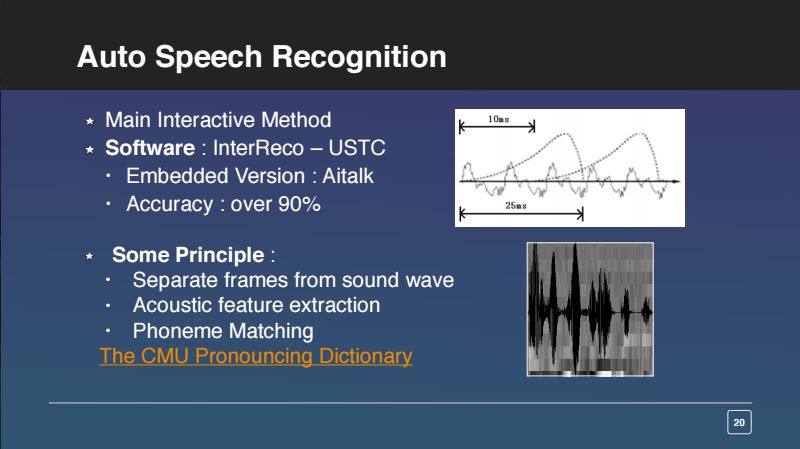 Auto Speech Recognition
Main Interactive Method
Software : InterReco – USTC
Embedded Version : Aitalk
Accuracy : over 90%
Some Principle :
Separate frames from sound wave
Acoustic feature extraction
Phoneme Matching
The CMU Pronouncing Dictionary
10ms
25ms
20